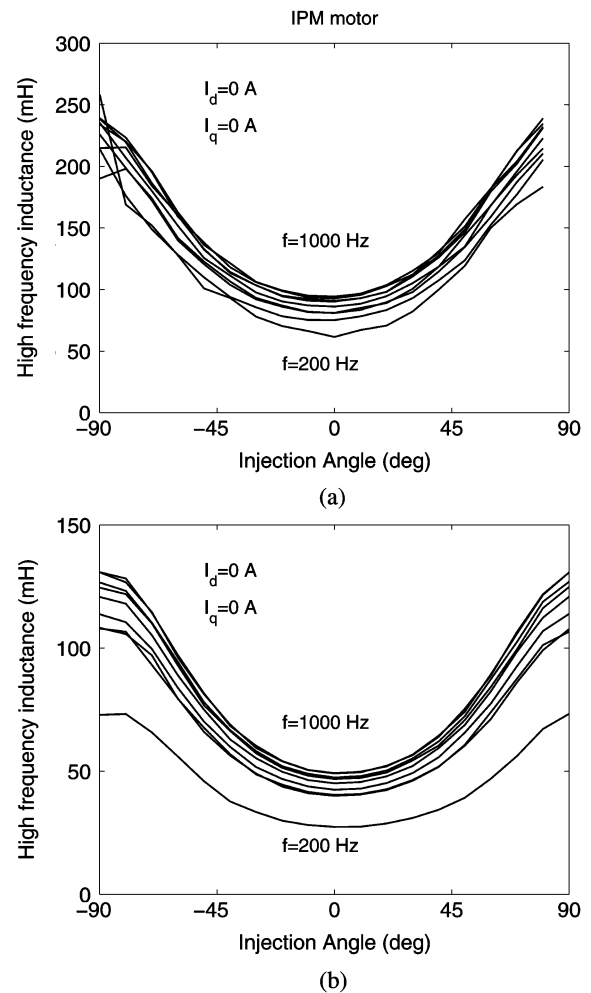 IPM motor
300
250
200
150
100
50
0
High frequency inductance (mH)
I_d=0 A
I_q=0 A
f=1000 Hz
f=200 Hz
−90 −45 0 45 90
Injection Angle (deg)
(a)
150
100
50
0
High frequency inductance (mH)
I_d=0 A
I_q=0 A
f=1000 Hz
f=200 Hz
−90 −45 0 45 90
Injection Angle (deg)
(b)